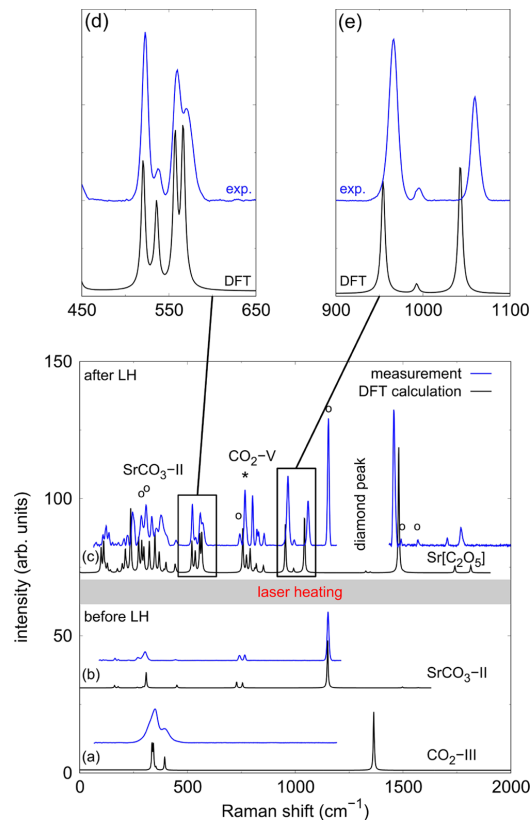 (d)
(e)
exp.
exp.
DFT
DFT
450 550 650
900 1000 1100
after LH
measurement
DFT calculation
150
o
SrCO₃−II
CO₂−V
*
o o
o
o o
diamond peak
100
(c)
Sr[C₂O₅]
laser heating
before LH
50
(b)
SrCO₃−II
(a)
CO₂−III
0
intensity (arb. units)
0 500 1000 1500 2000
Raman shift (cm⁻¹)